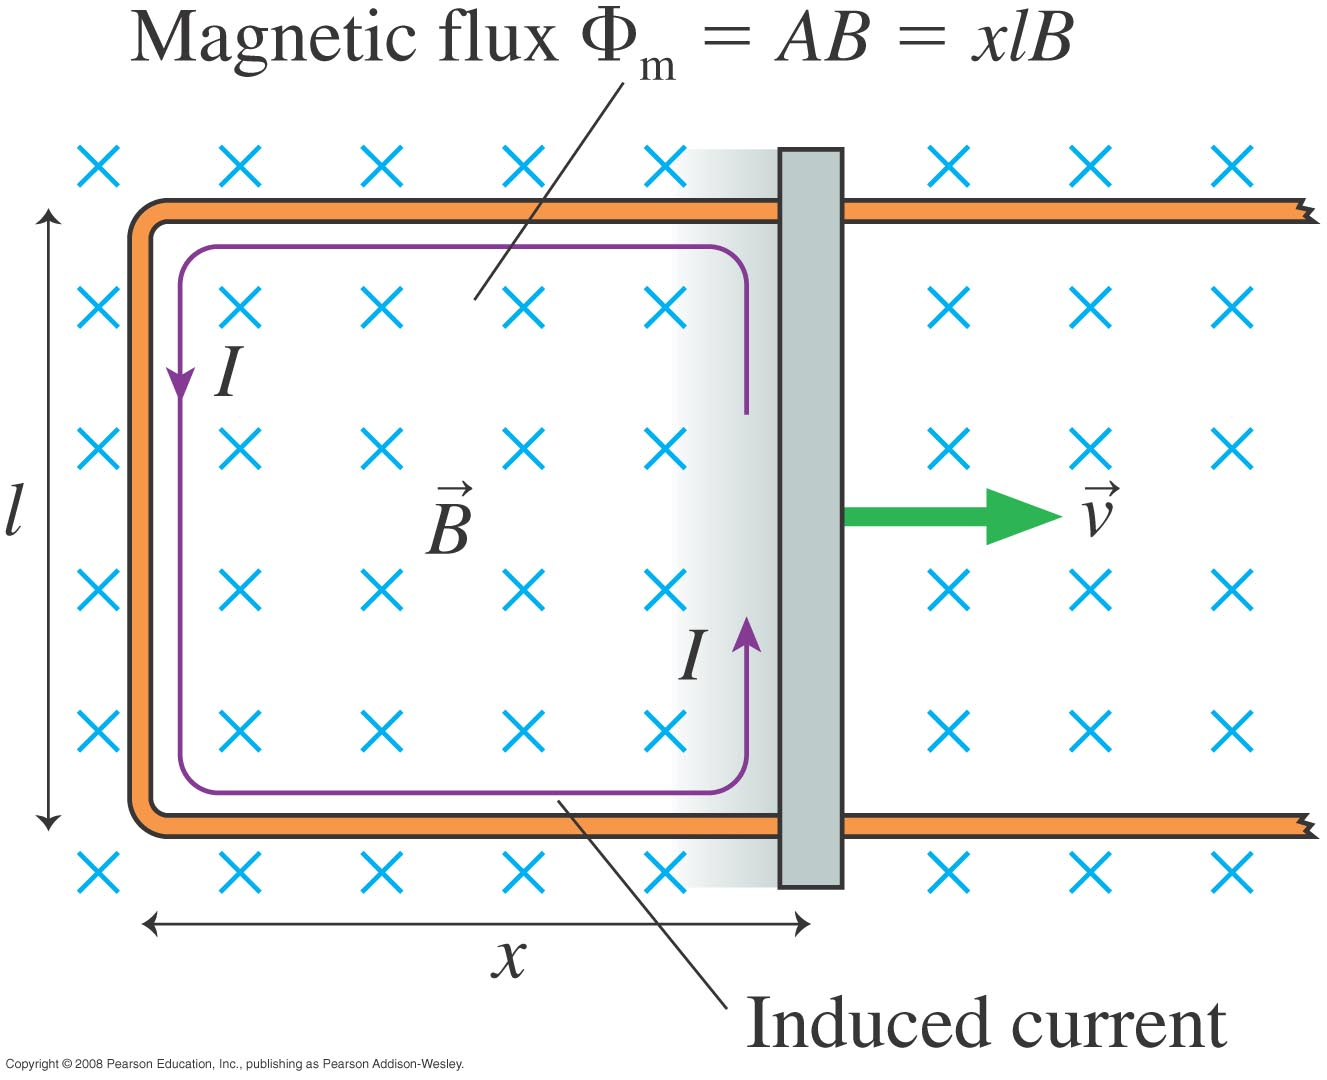 Magnetic flux Φm = AB = xlB
I
l
B⃗
v⃗
I
x
Induced current
Copyright © 2008 Pearson Education, Inc., publishing as Pearson Addison-Wesley.